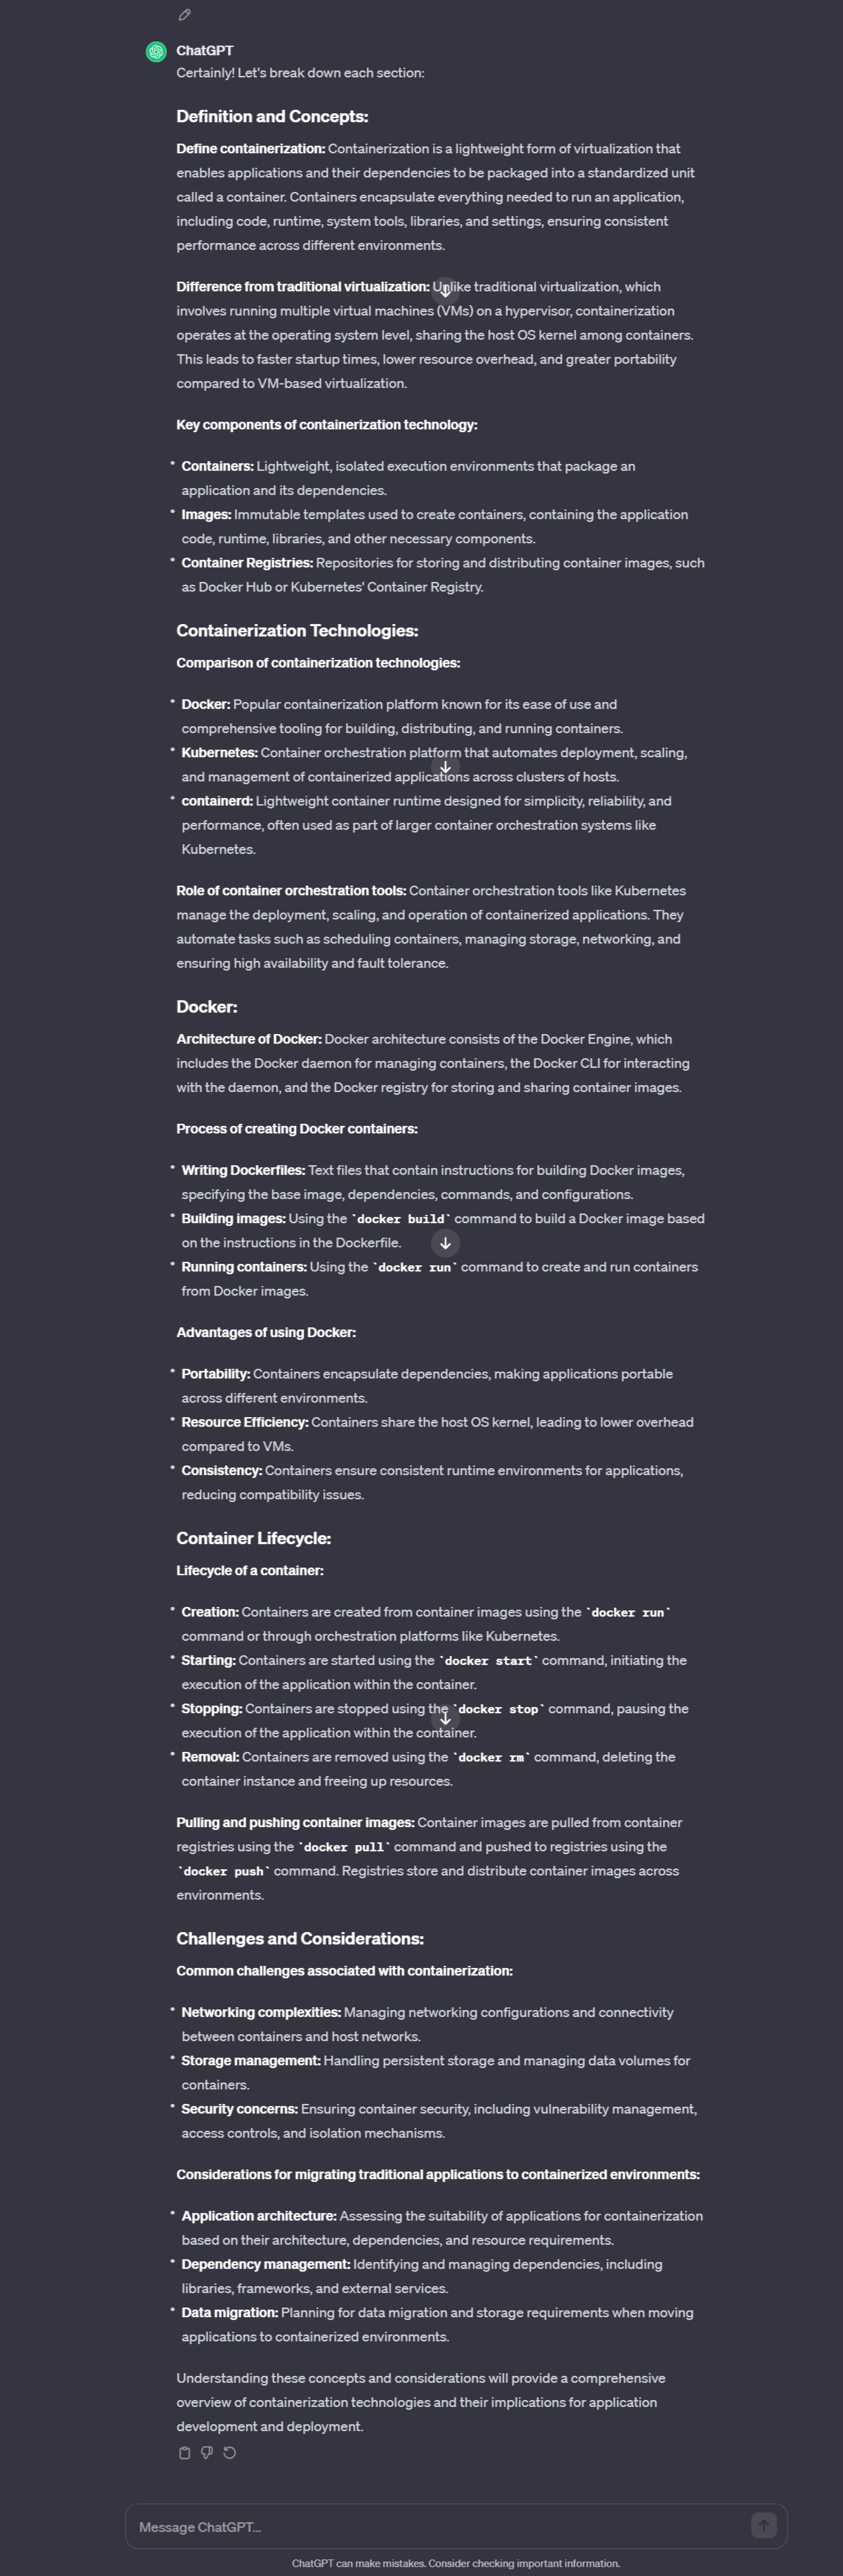 ChatGPT
Certainly! Let's break down each section:
Definition and Concepts:
Define containerization: Containerization is a lightweight form of virtualization that
enables applications and their dependencies to be packaged into a standardized unit
called a container. Containers encapsulate everything needed to run an application,
including code, runtime, system tools, libraries, and settings, ensuring consistent
performance across different environments.
Difference from traditional virtualization: Unlike traditional virtualization, which
involves running multiple virtual machines (VMs) on a hypervisor, containerization
operates at the operating system level, sharing the host OS kernel among containers.
This leads to faster startup times, lower resource overhead, and greater portability
compared to VM-based virtualization.
Key components of containerization technology:
• Containers: Lightweight, isolated execution environments that package an
application and its dependencies.
• Images: Immutable templates used to create containers, containing the application
code, runtime, libraries, and other necessary components.
• Container Registries: Repositories for storing and distributing container images, such
as Docker Hub or Kubernetes' Container Registry.
Containerization Technologies:
Comparison of containerization technologies:
• Docker: Popular containerization platform known for its ease of use and
comprehensive tooling for building, distributing, and running containers.
• Kubernetes: Container orchestration platform that automates deployment, scaling,
and management of containerized applications across clusters of hosts.
• containerd: Lightweight container runtime designed for simplicity, reliability, and
performance, often used as part of larger container orchestration systems like
Kubernetes.
Role of container orchestration tools: Container orchestration tools like Kubernetes
manage the deployment, scaling, and operation of containerized applications. They
automate tasks such as scheduling containers, managing storage, networking, and
ensuring high availability and fault tolerance.
Docker:
Architecture of Docker: Docker architecture consists of the Docker Engine, which
includes the Docker daemon for managing containers, the Docker CLI for interacting
with the daemon, and the Docker registry for storing and sharing container images.
Process of creating Docker containers:
• Writing Dockerfiles: Text files that contain instructions for building Docker images,
specifying the base image, dependencies, commands, and configurations.
• Building images: Using the `docker build` command to build a Docker image based
on the instructions in the Dockerfile.
• Running containers: Using the `docker run` command to create and run containers
from Docker images.
Advantages of using Docker:
• Portability: Containers encapsulate dependencies, making applications portable
across different environments.
• Resource Efficiency: Containers share the host OS kernel, leading to lower overhead
compared to VMs.
• Consistency: Containers ensure consistent runtime environments for applications,
reducing compatibility issues.
Container Lifecycle:
Lifecycle of a container:
• Creation: Containers are created from container images using the `docker run`
command or through orchestration platforms like Kubernetes.
• Starting: Containers are started using the `docker start` command, initiating the
execution of the application within the container.
• Stopping: Containers are stopped using the `docker stop` command, pausing the
execution of the application within the container.
• Removal: Containers are removed using the `docker rm` command, deleting the
container instance and freeing up resources.
Pulling and pushing container images: Container images are pulled from container
registries using the `docker pull` command and pushed to registries using the
`docker push` command. Registries store and distribute container images across
environments.
Challenges and Considerations:
Common challenges associated with containerization:
• Networking complexities: Managing networking configurations and connectivity
between containers and host networks.
• Storage management: Handling persistent storage and managing data volumes for
containers.
• Security concerns: Ensuring container security, including vulnerability management,
access controls, and isolation mechanisms.
Considerations for migrating traditional applications to containerized environments:
• Application architecture: Assessing the suitability of applications for containerization
based on their architecture, dependencies, and resource requirements.
• Dependency management: Identifying and managing dependencies, including
libraries, frameworks, and external services.
• Data migration: Planning for data migration and storage requirements when moving
applications to containerized environments.
Understanding these concepts and considerations will provide a comprehensive
overview of containerization technologies and their implications for application
development and deployment.
Message ChatGPT...
ChatGPT can make mistakes. Consider checking important information.